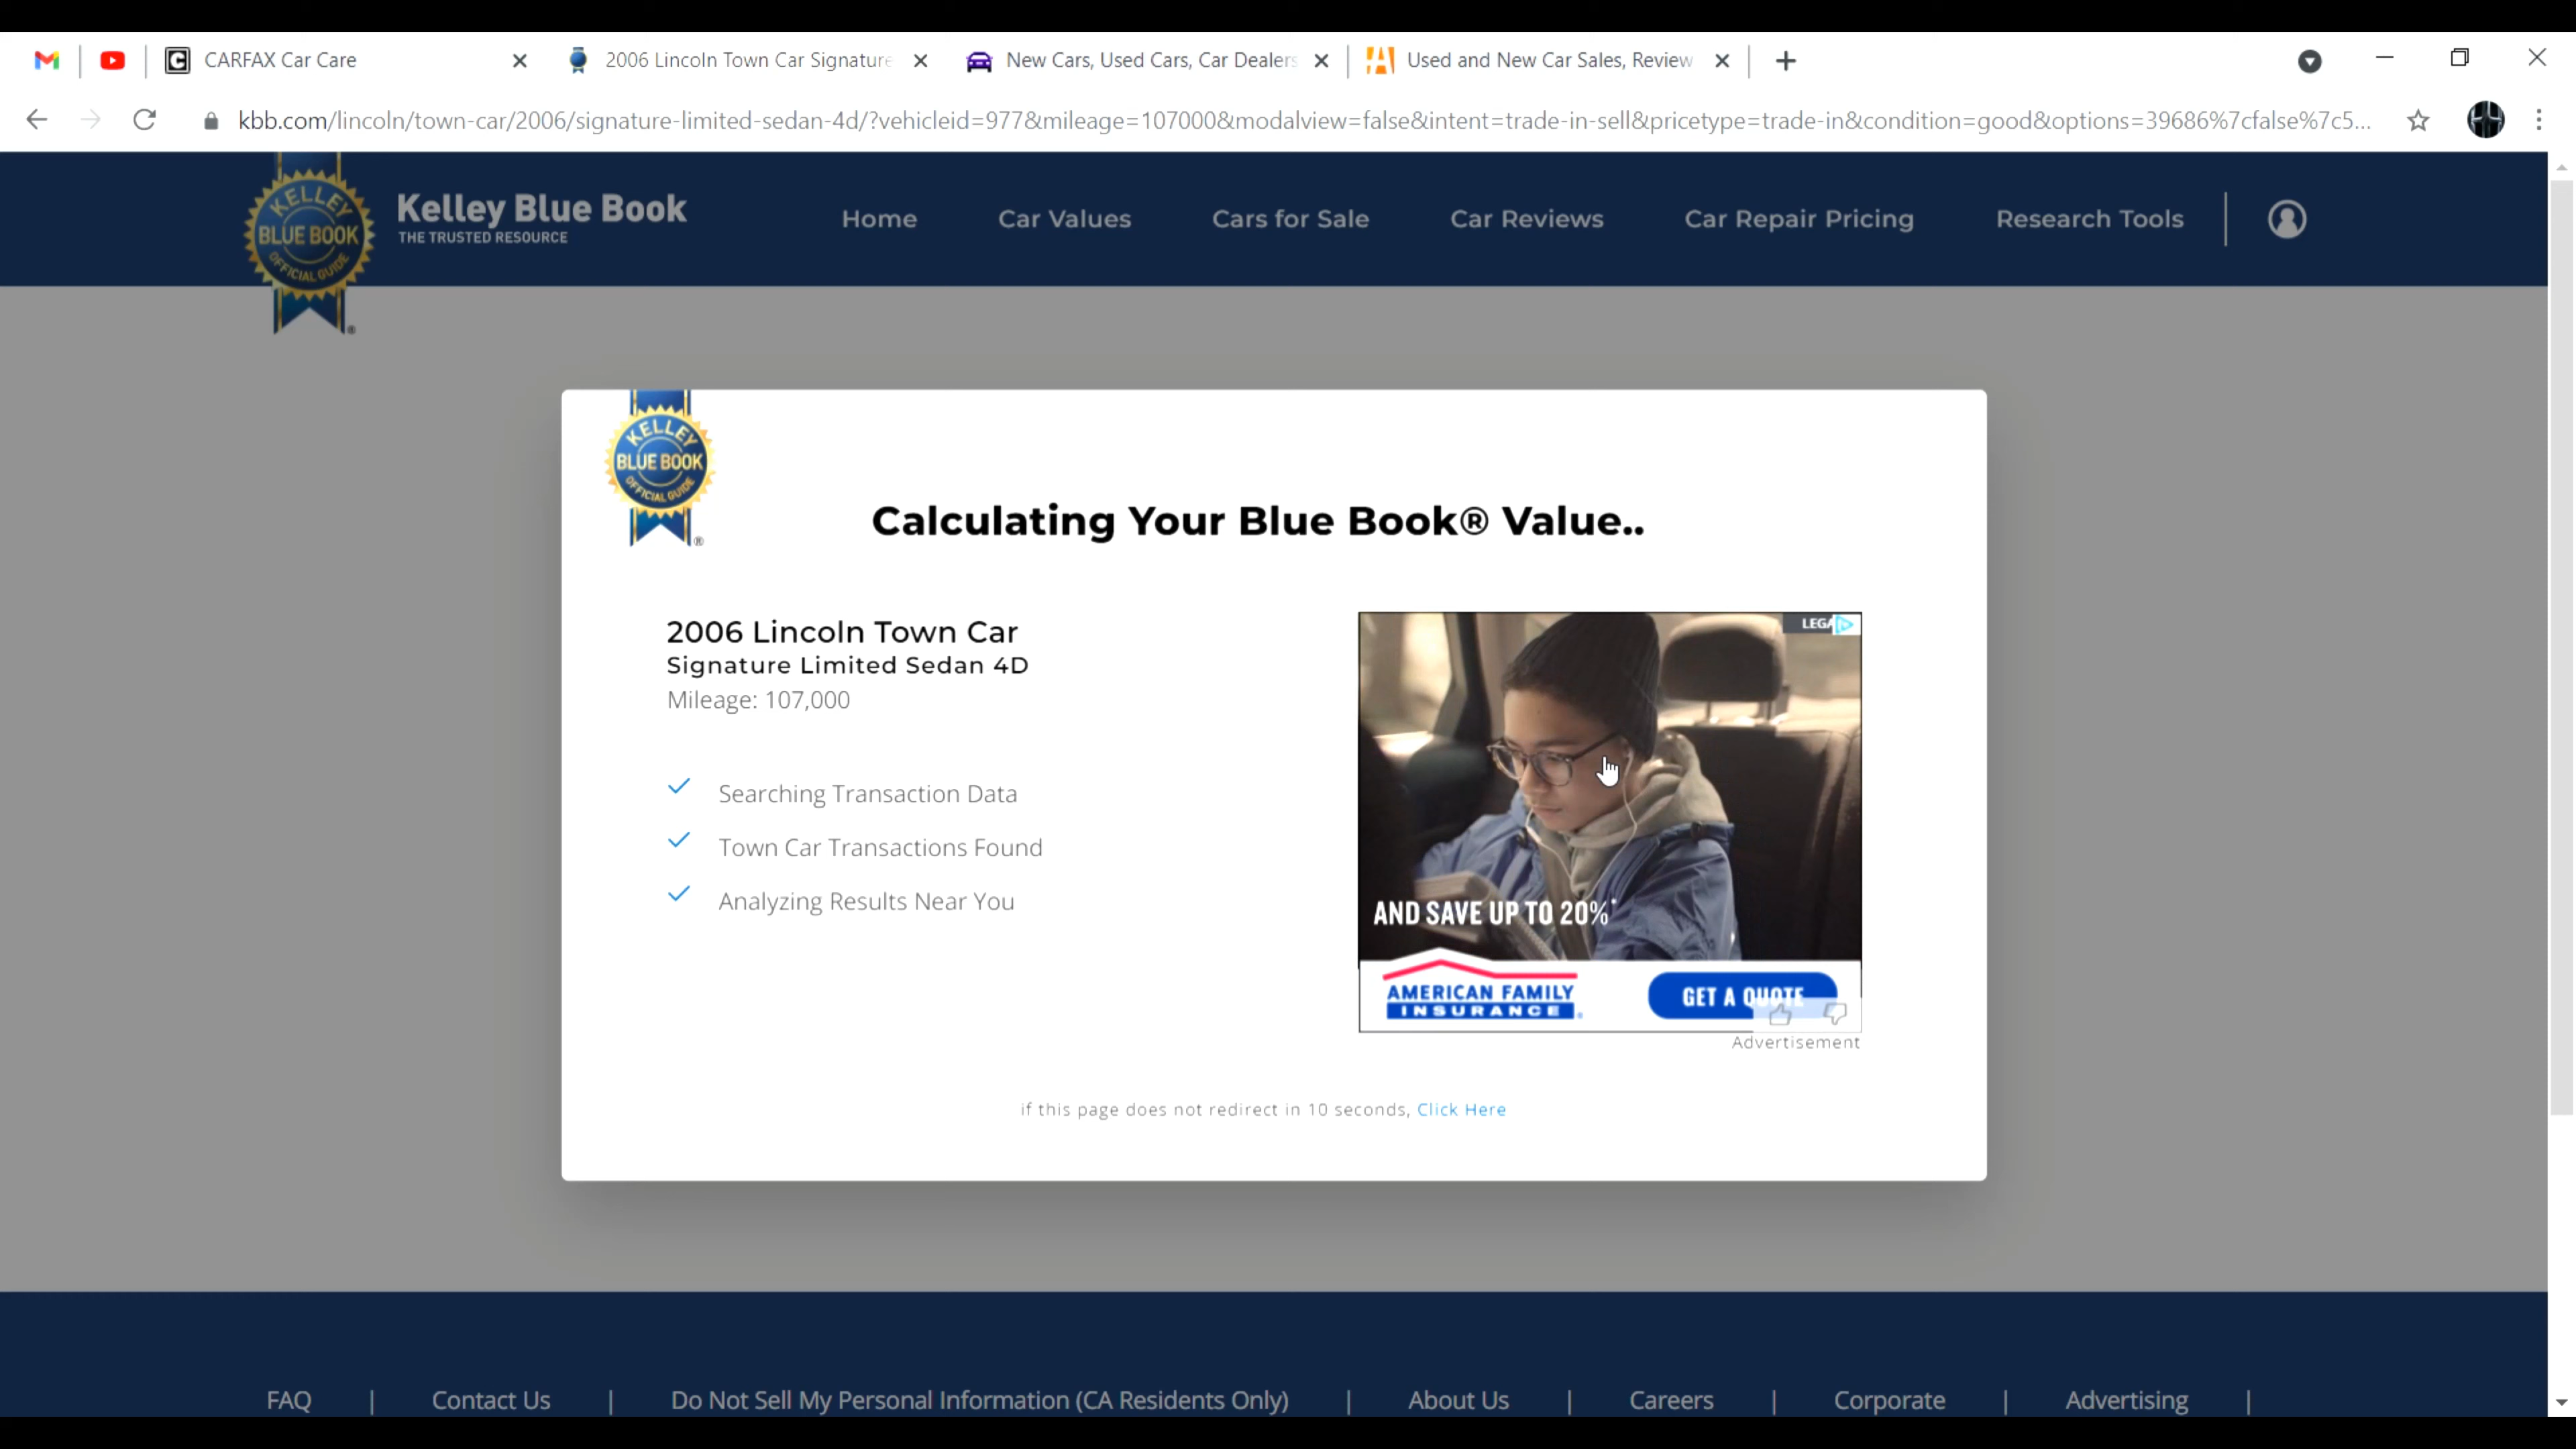 CARFAX Car Care
2006 Lincoln Town Car Signature
New Cars, Used Cars, Car Dealers
Used and New Car Sales, Review
kbb.com/lincoln/town-car/2006/signature-limited-sedan-4d/?vehicleid=977&mileage=107000&modalview=false&intent=trade-in-sell&pricetype=trade-in&condition=good&options=39686%7cfalse%7c5...
KELLEY
BLUE BOOK
OFFICIAL GUIDE
®
Kelley Blue Book
THE TRUSTED RESOURCE
Home
Car Values
Cars for Sale
Car Reviews
Car Repair Pricing
Research Tools
KELLEY
BLUE BOOK
OFFICIAL GUIDE
®
Calculating Your Blue Book® Value..
2006 Lincoln Town Car
Signature Limited Sedan 4D
Mileage: 107,000
Searching Transaction Data
Town Car Transactions Found
Analyzing Results Near You
AND SAVE UP TO 20%*
AMERICAN FAMILY
INSURANCE®
GET A QUOTE
Advertisement
if this page does not redirect in 10 seconds, Click Here
FAQ | Contact Us | Do Not Sell My Personal Information (CA Residents Only) | About Us | Careers | Corporate | Advertising |